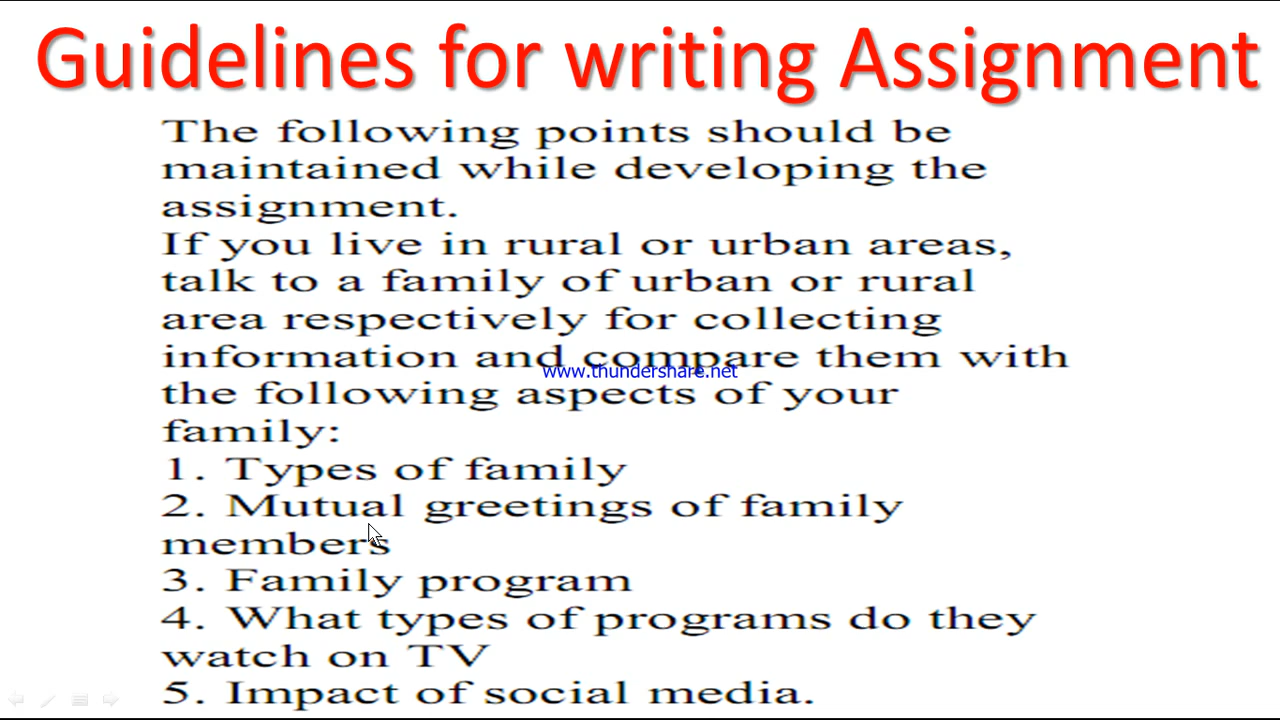 Guidelines for writing Assignment
The following points should be
maintained while developing the
assignment.
If you live in rural or urban areas,
talk to a family of urban or rural
area respectively for collecting
information and compare them with
www.thundershare.net
the following aspects of your
family:
1. Types of family
2. Mutual greetings of family
members
3. Family program
4. What types of programs do they
watch on TV
5. Impact of social media.